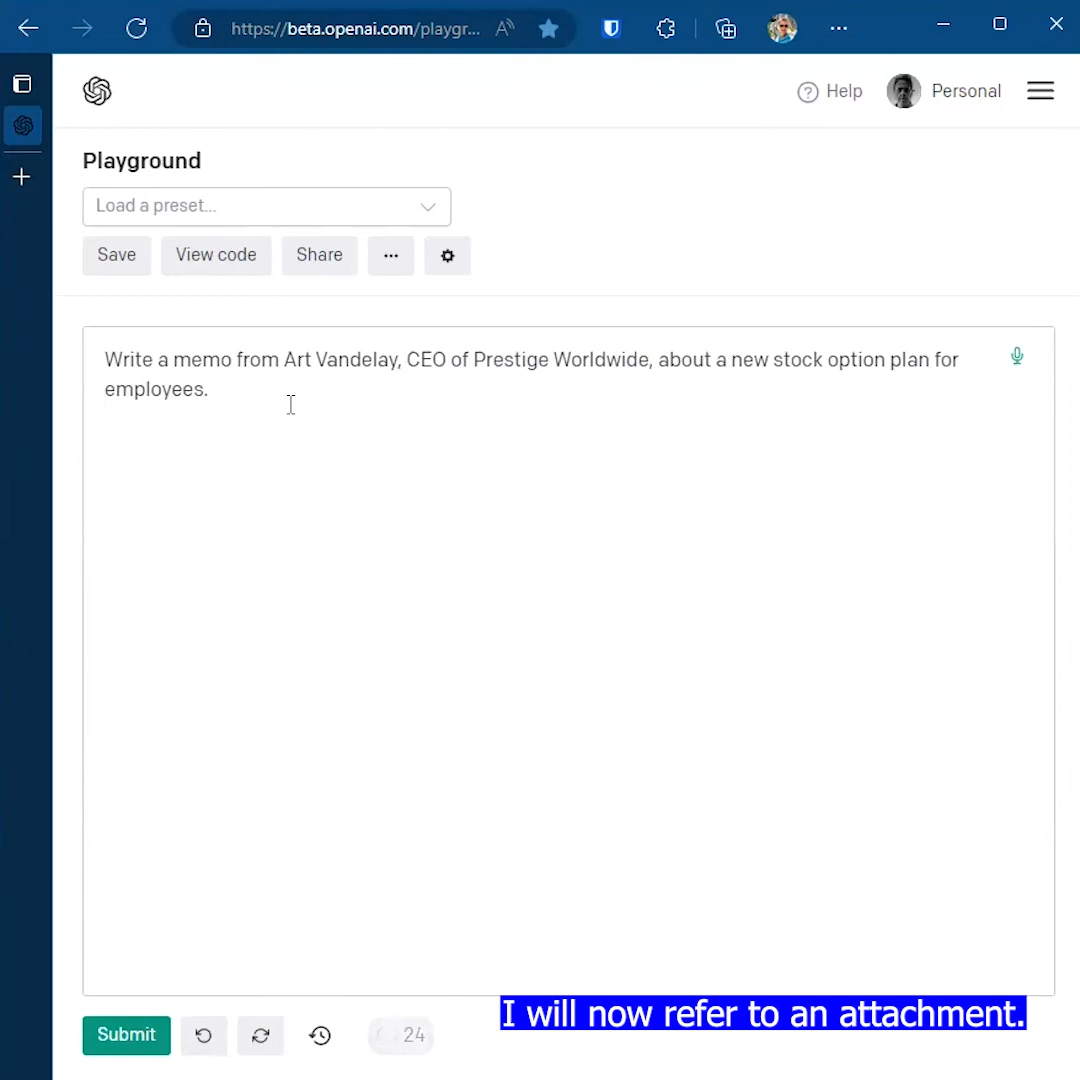 https://beta.openai.com/playgr...
Help
Personal
Playground
Load a preset...
Save
View code
Share
Write a memo from Art Vandelay, CEO of Prestige Worldwide, about a new stock option plan for
employees.
I will now refer to an attachment.
Submit
24